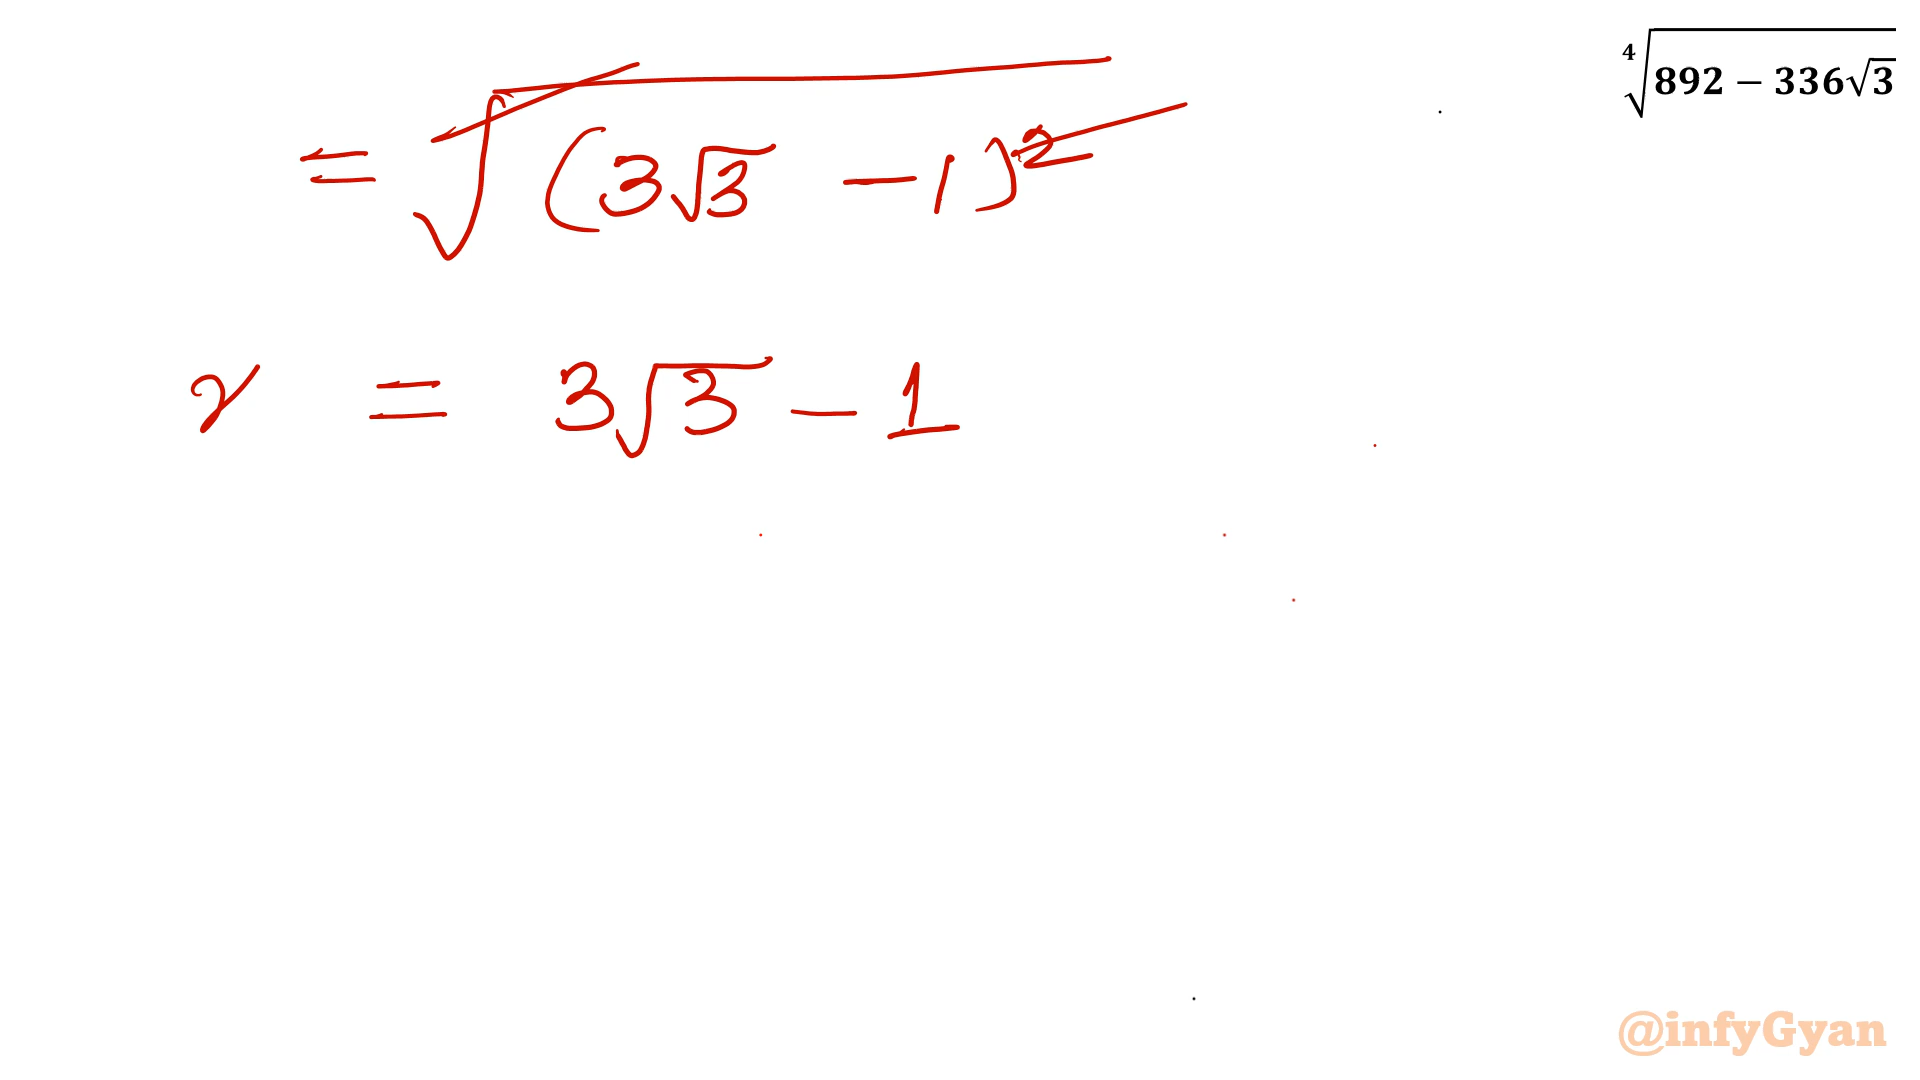 ⁴√(892 − 336√3)
= √(3√3 − 1)²
x = 3√3 − 1
@infyGyan